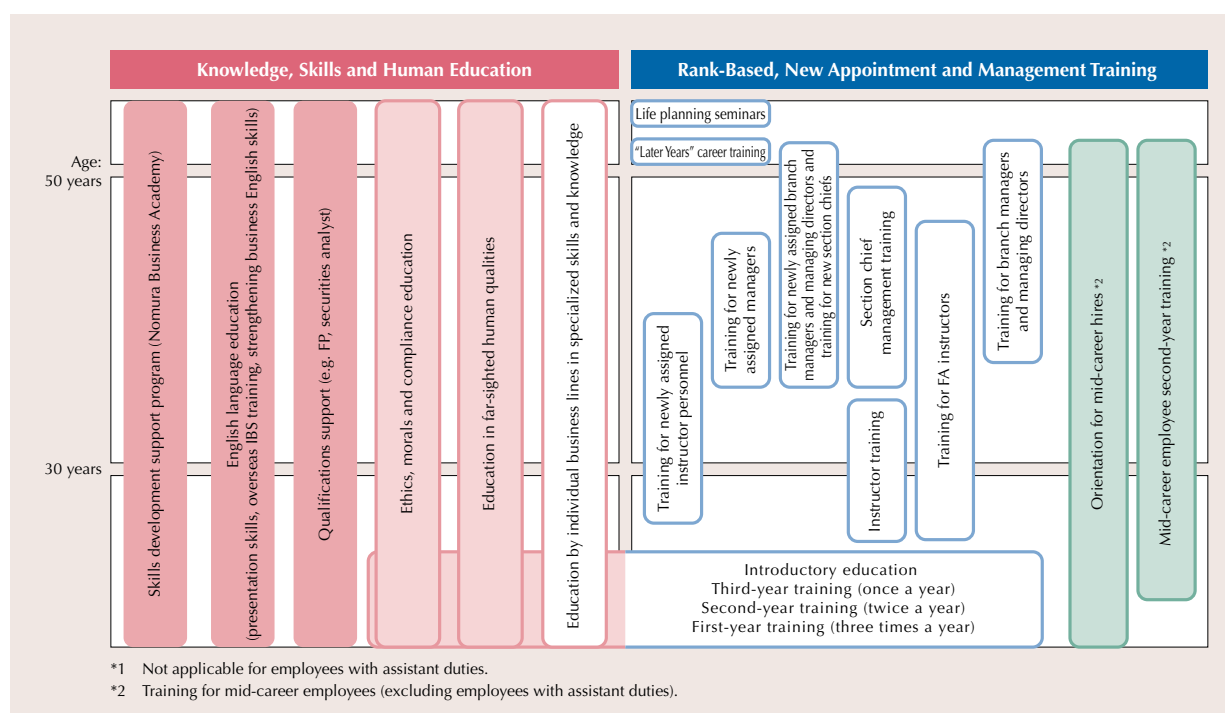 Knowledge, Skills and Human Education
Rank-Based, New Appointment and Management Training
Age:
50 years
30 years
Skills development support program (Nomura Business Academy)
English language education
(presentation skills, overseas IBS training, strengthening business English skills)
Qualifications support (e.g. FP, securities analyst)
Ethics, morals and compliance education
Education in far-sighted human qualities
Education by individual business lines in specialized skills and knowledge
Life planning seminars
"Later Years" career training
Training for newly assigned
instructor personnel
Training for newly
assigned managers
Training for newly assigned branch
managers and managing directors and
training for new section chiefs
Section chief
management training
Instructor training
Training for FA instructors
Training for branch managers
and managing directors
Orientation for mid-career hires *2
Mid-career employee second-year training *2
Introductory education
Third-year training (once a year)
Second-year training (twice a year)
First-year training (three times a year)
*1 Not applicable for employees with assistant duties.
*2 Training for mid-career employees (excluding employees with assistant duties).